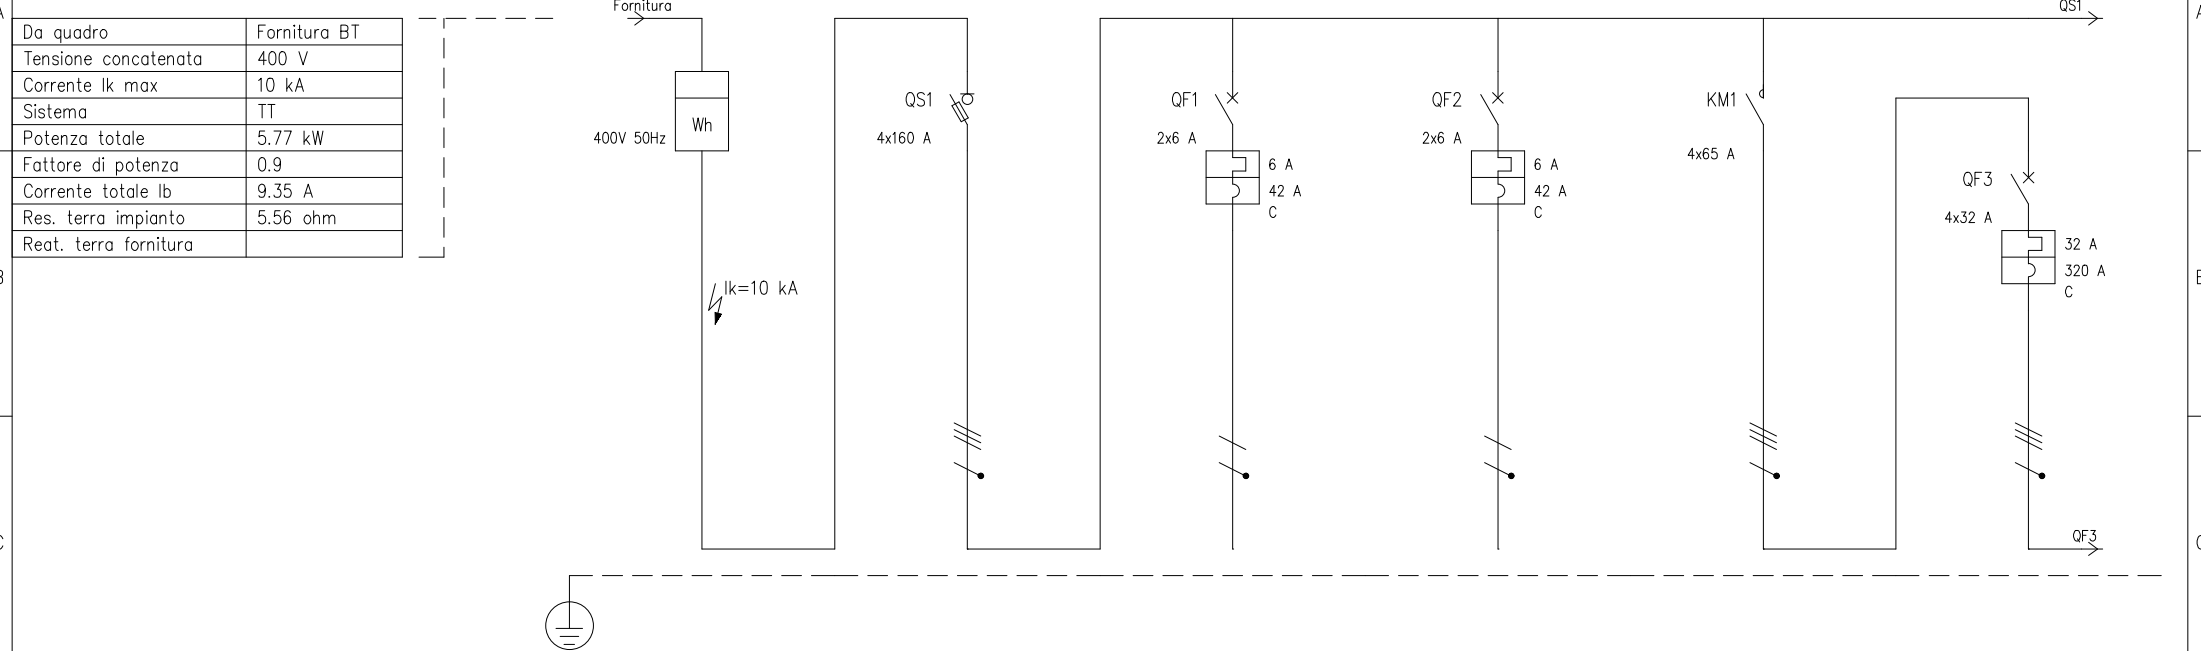 A
Fornitura
QS1
A
Da quadro Fornitura BT
Tensione concatenata 400 V
Corrente Ik max 10 kA
Sistema TT
Potenza totale 5.77 kW
Fattore di potenza 0.9
Corrente totale Ib 9.35 A
Res. terra impianto 5.56 ohm
Reat. terra fornitura
Wh
400V 50Hz
Ik=10 kA
QS1
4x160 A
QF1
2x6 A
6 A
42 A
C
QF2
2x6 A
6 A
42 A
C
KM1
4x65 A
QF3
4x32 A
32 A
320 A
C
B
B
C
QF3
C